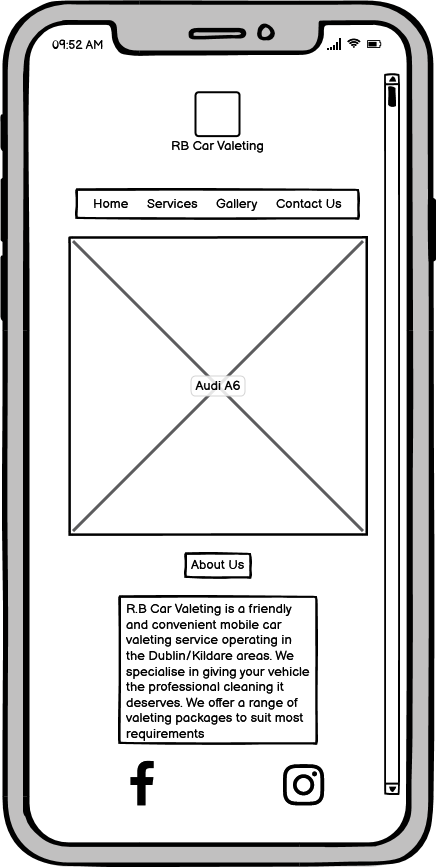 09:52 AM
RB Car Valeting
Home Services Gallery Contact Us
Audi A6
About Us
R.B Car Valeting is a friendly
and convenient mobile car
valeting service operating in
the Dublin/Kildare areas. We
specialise in giving your vehicle
the professional cleaning it
deserves. We offer a range of
valeting packages to suit most
requirements